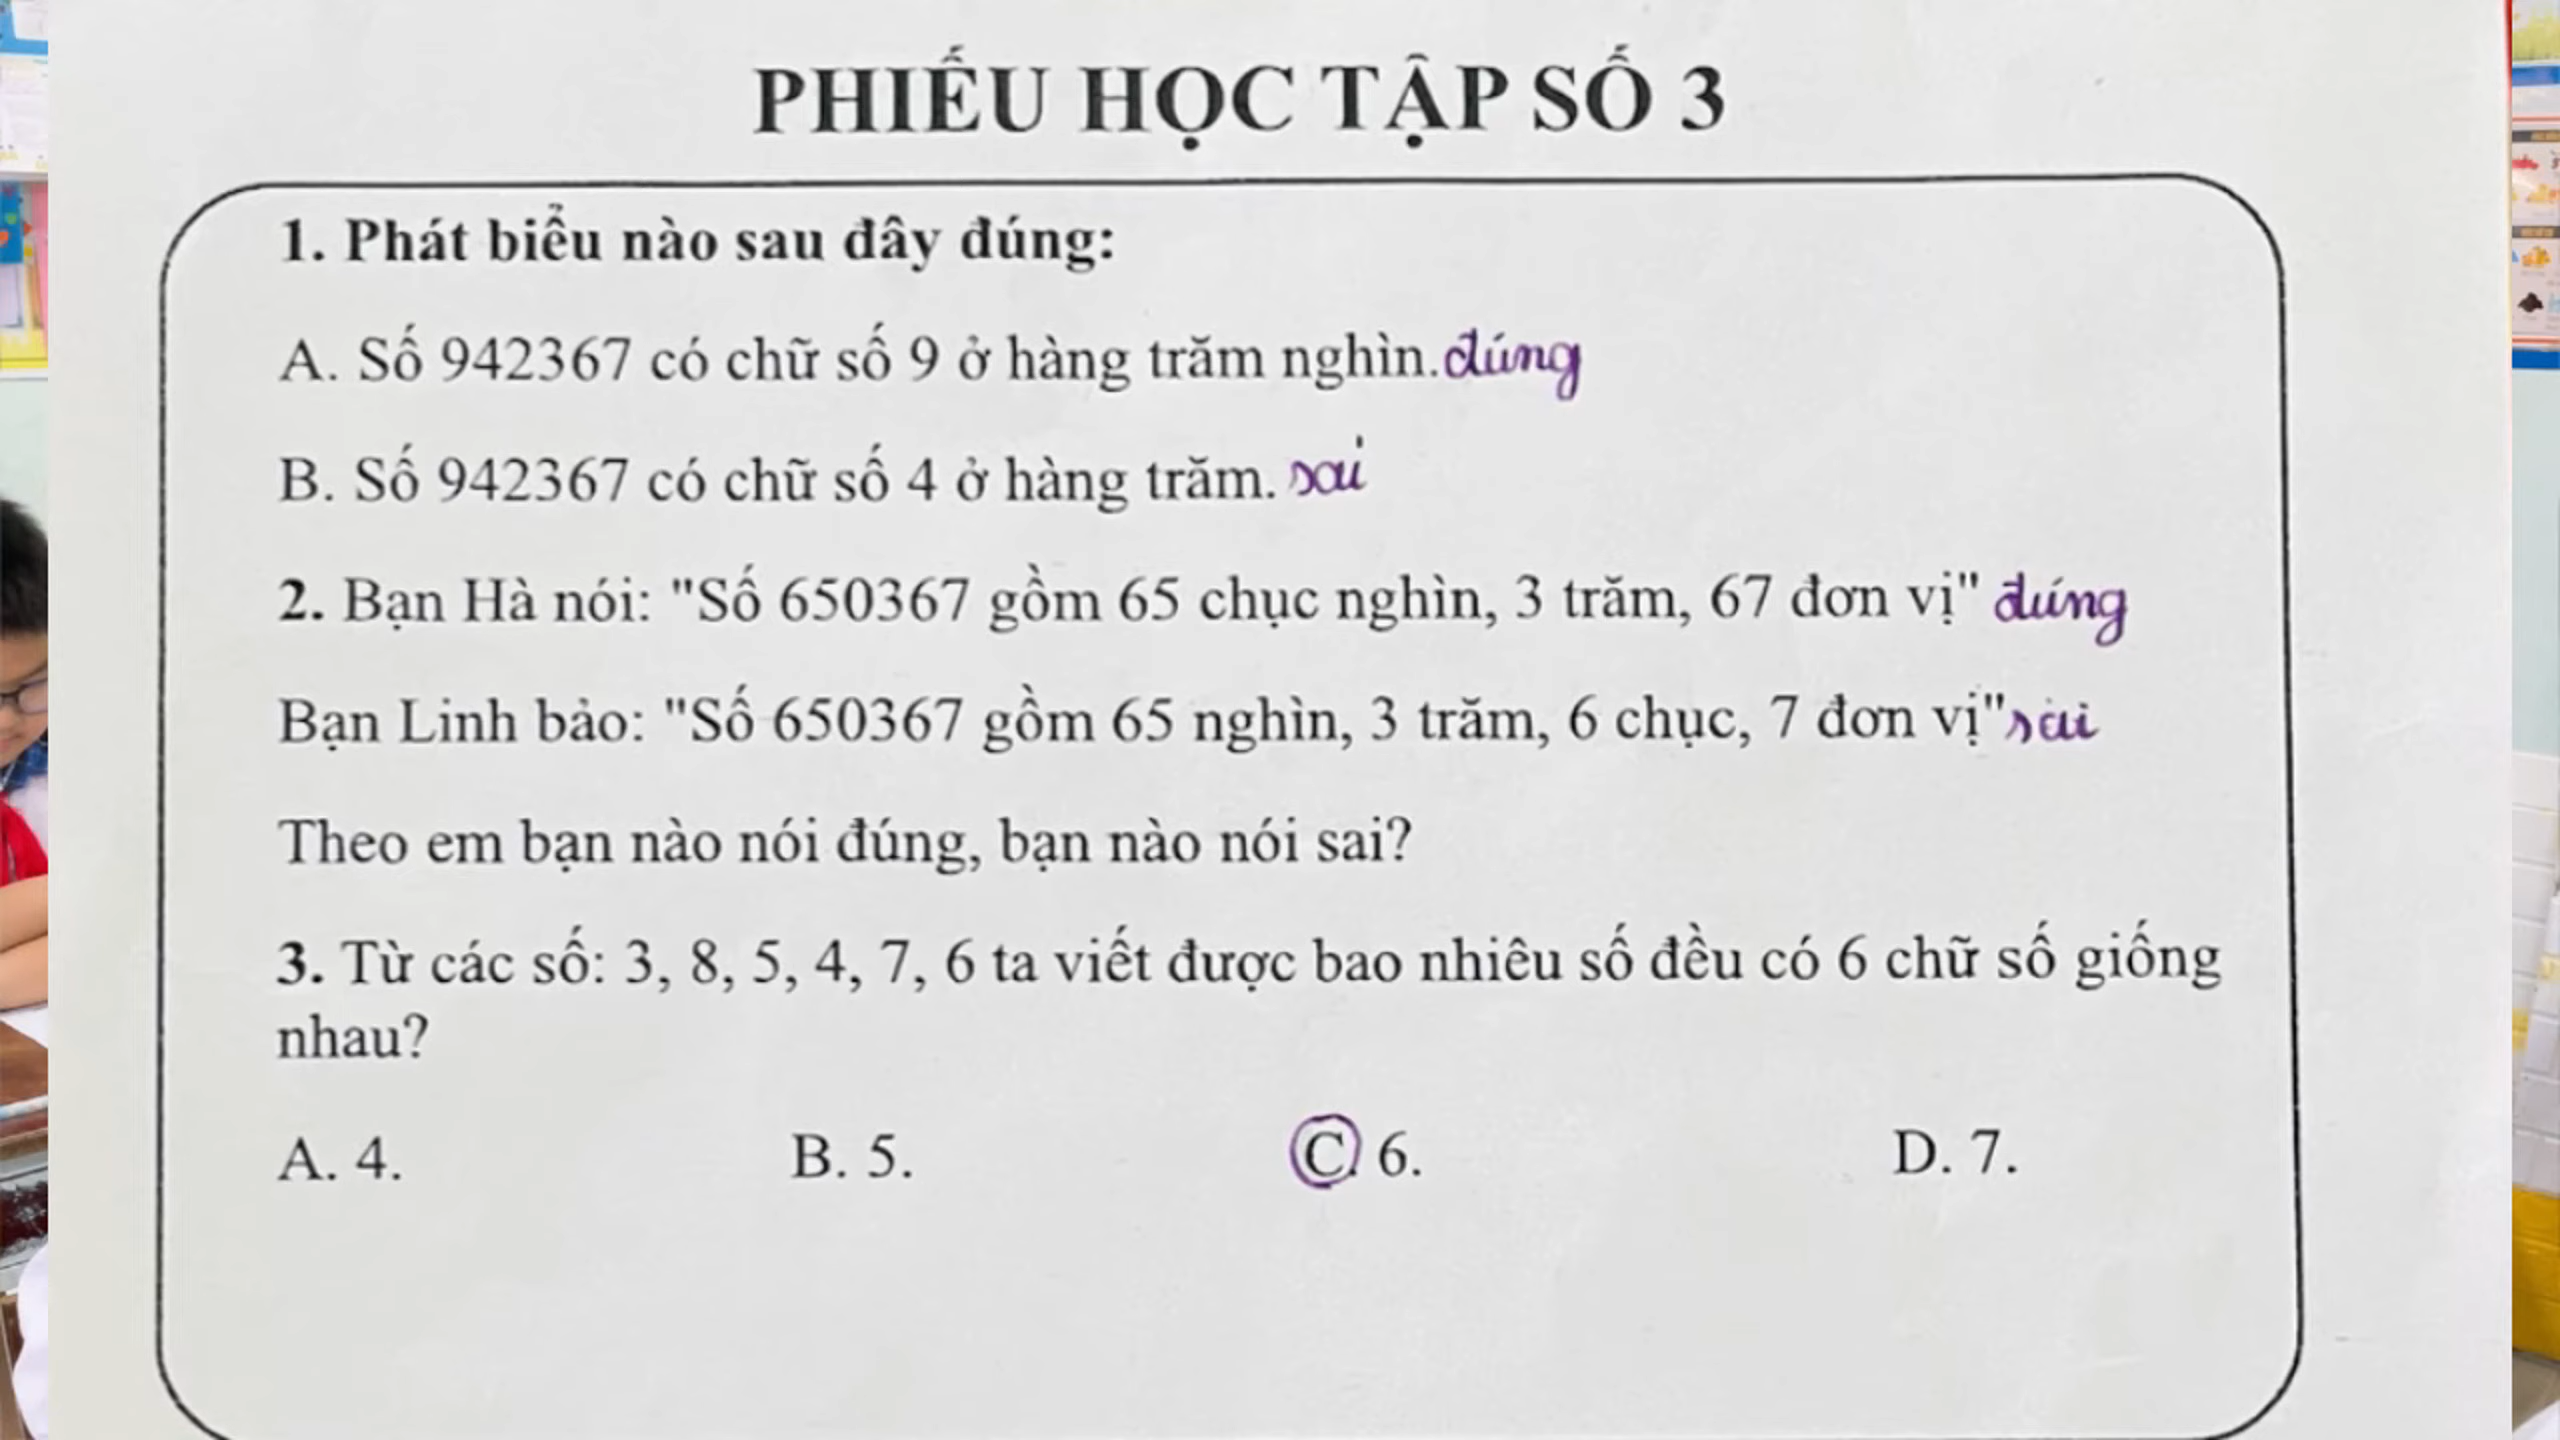 PHIẾU HỌC TẬP SỐ 3
1. Phát biểu nào sau đây đúng:
A. Số 942367 có chữ số 9 ở hàng trăm nghìn. đúng
B. Số 942367 có chữ số 4 ở hàng trăm. sai
2. Bạn Hà nói: "Số 650367 gồm 65 chục nghìn, 3 trăm, 67 đơn vị" đúng
Bạn Linh bảo: "Số 650367 gồm 65 nghìn, 3 trăm, 6 chục, 7 đơn vị" sai
Theo em bạn nào nói đúng, bạn nào nói sai?
3. Từ các số: 3, 8, 5, 4, 7, 6 ta viết được bao nhiêu số đều có 6 chữ số giống
nhau?
A. 4. B. 5. C. 6. D. 7.